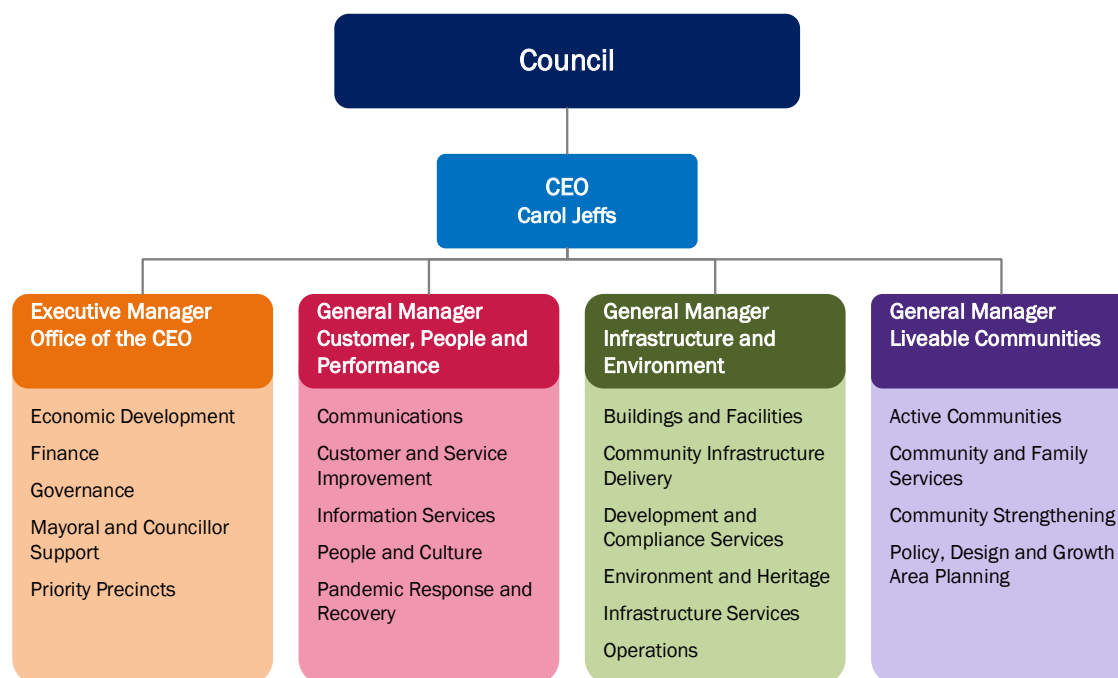 Council
CEO
Carol Jeffs
Executive Manager
Office of the CEO
Economic Development
Finance
Governance
Mayoral and Councillor
Support
Priority Precincts
General Manager
Customer, People and
Performance
Communications
Customer and Service
Improvement
Information Services
People and Culture
Pandemic Response and
Recovery
General Manager
Infrastructure and
Environment
Buildings and Facilities
Community Infrastructure
Delivery
Development and
Compliance Services
Environment and Heritage
Infrastructure Services
Operations
General Manager
Liveable Communities
Active Communities
Community and Family
Services
Community Strengthening
Policy, Design and Growth
Area Planning